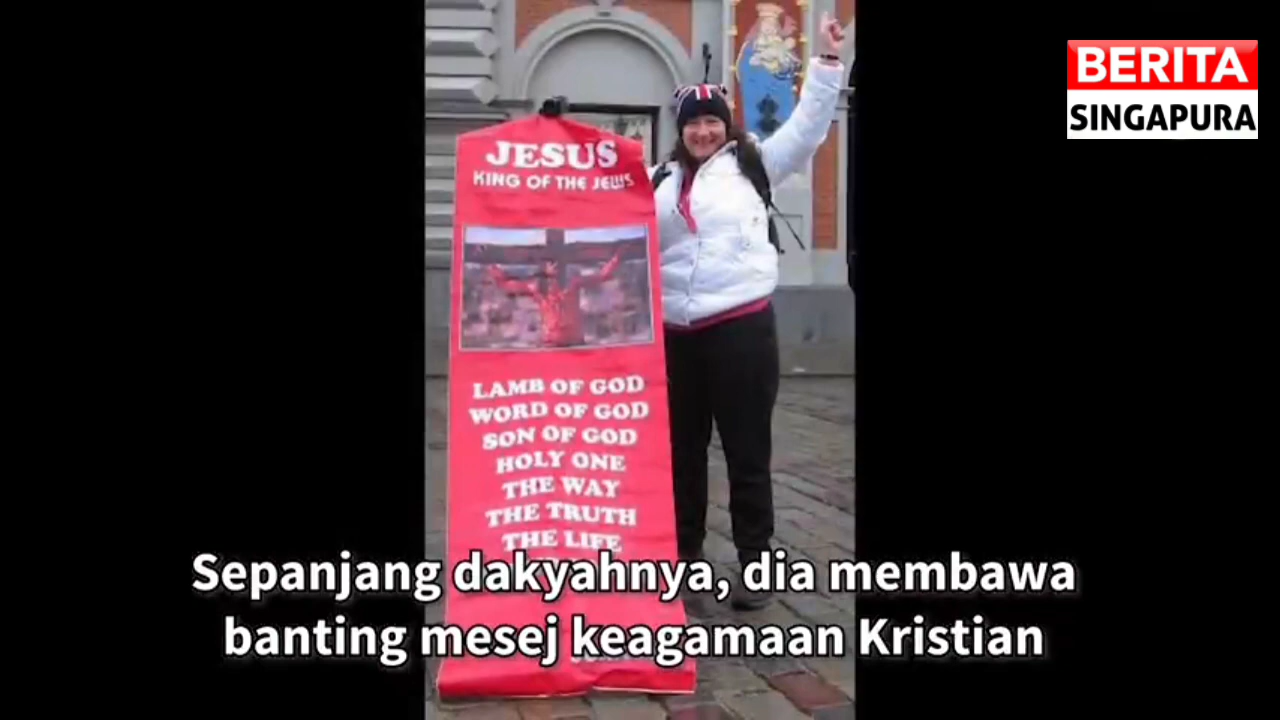 BERITA
SINGAPURA
JESUS
KING OF THE JEWS
LAMB OF GOD
WORD OF GOD
SON OF GOD
HOLY ONE
THE WAY
THE TRUTH
THE LIFE
Sepanjang dakyahnya, dia membawa
banting mesej keagamaan Kristian